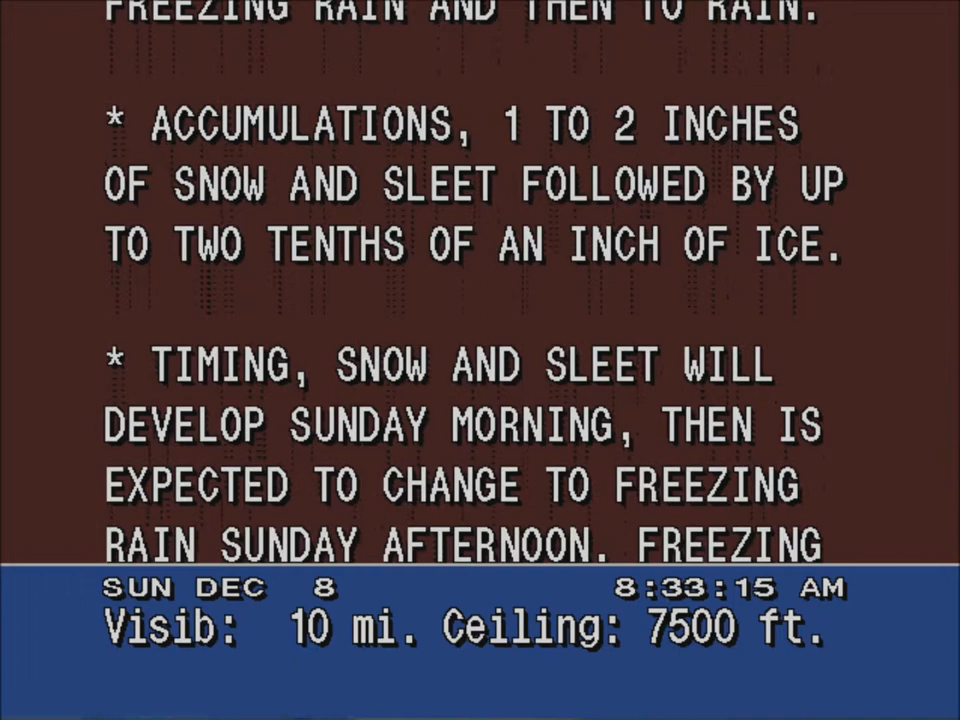 FREEZING RAIN AND THEN TO RAIN.
* ACCUMULATIONS, 1 TO 2 INCHES
OF SNOW AND SLEET FOLLOWED BY UP
TO TWO TENTHS OF AN INCH OF ICE.
* TIMING, SNOW AND SLEET WILL
DEVELOP SUNDAY MORNING, THEN IS
EXPECTED TO CHANGE TO FREEZING
RAIN SUNDAY AFTERNOON. FREEZING
SUN DEC 8 8:33:15 AM
Visib: 10 mi. Ceiling: 7500 ft.